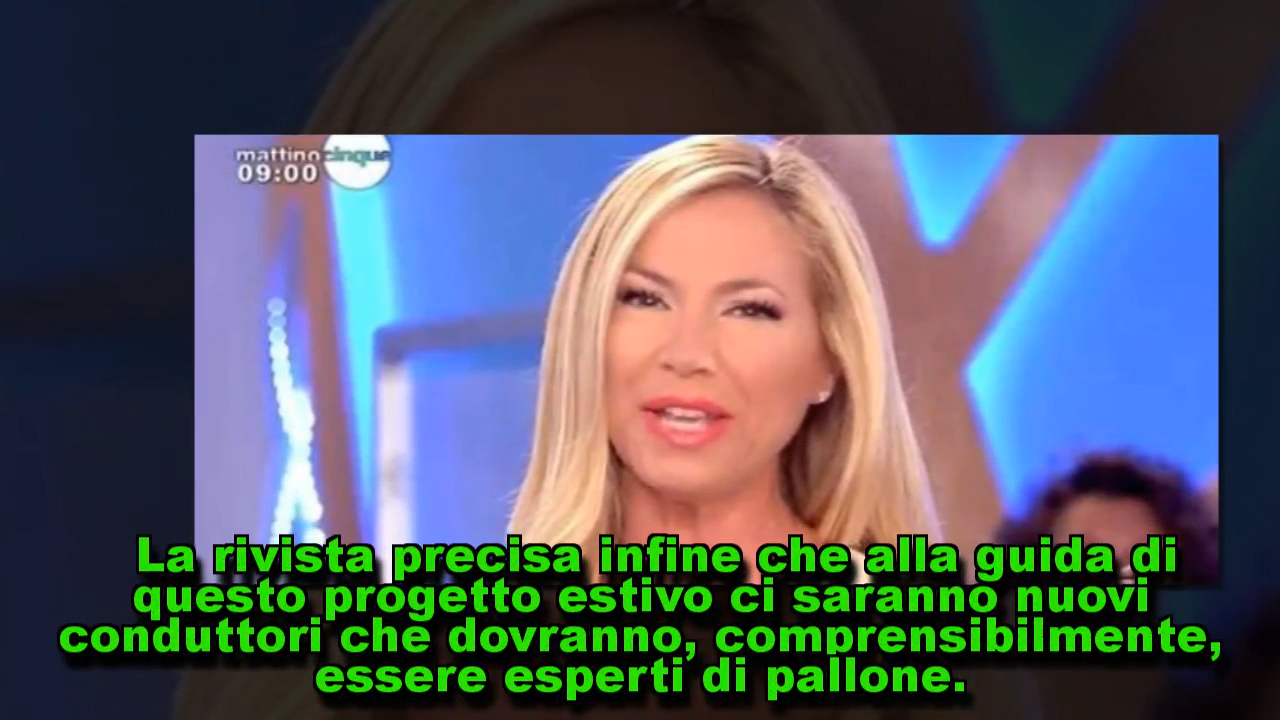 mattino cinque
09:00
La rivista precisa infine che alla guida di
questo progetto estivo ci saranno nuovi
conduttori che dovranno, comprensibilmente,
essere esperti di pallone.